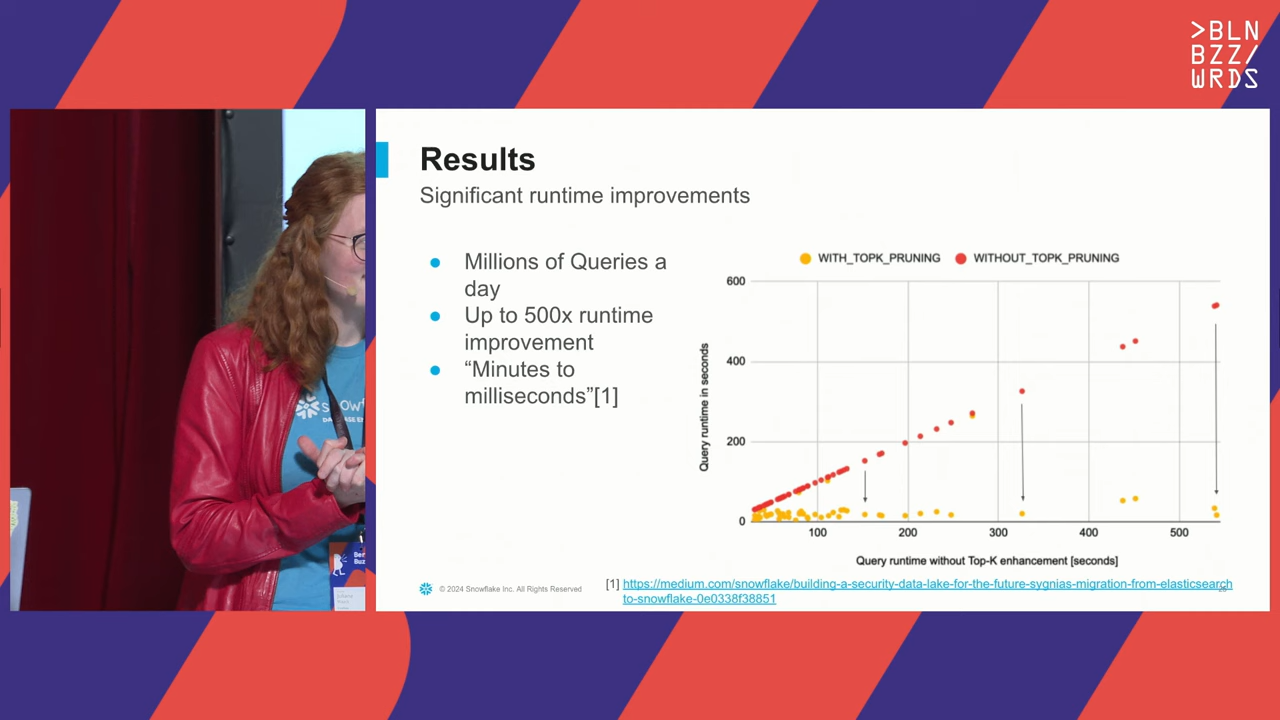 >BLN
BZZ/
WRDS
Results
Significant runtime improvements
● Millions of Queries a
day
● Up to 500x runtime
improvement
● “Minutes to
milliseconds”[1]
WITH_TOPK_PRUNING WITHOUT_TOPK_PRUNING
600
400
200
0
Query runtime in seconds
100 200 300 400 500
Query runtime without Top-K enhancement [seconds]
© 2024 Snowflake Inc. All Rights Reserved
[1] https://medium.com/snowflake/building-a-security-data-lake-for-the-future-sygnias-migration-from-elasticsearch
to-snowflake-0e0338f38851
snowf
Ber
Buz